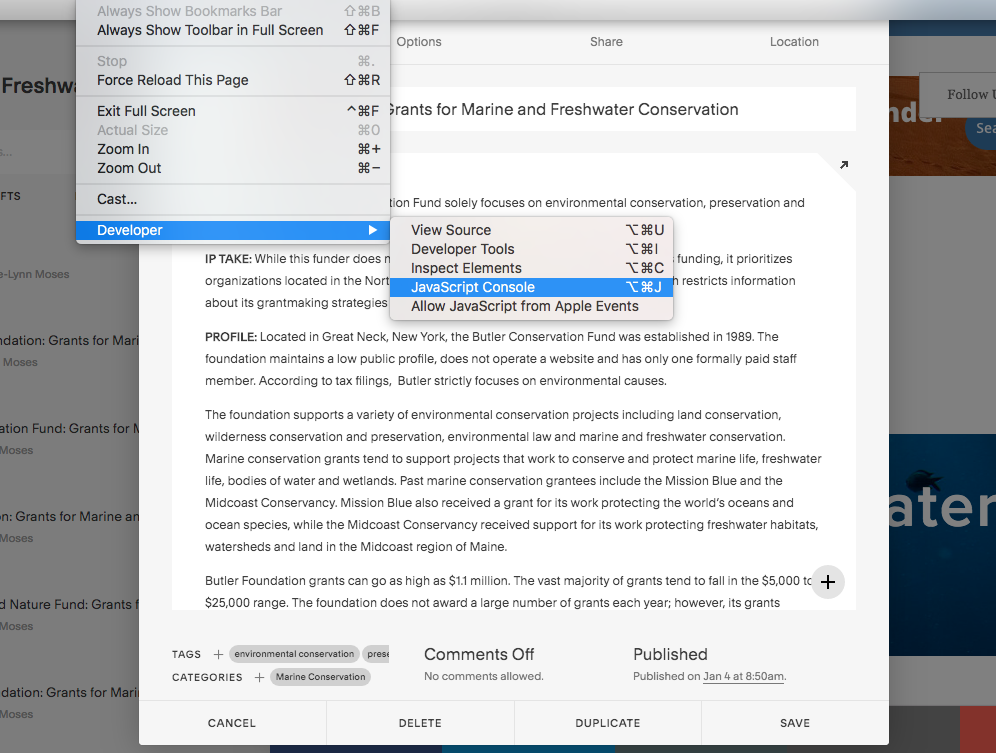 Always Show Bookmarks Bar ⇧⌘B
Always Show Toolbar in Full Screen ⇧⌘F
Stop ⌘.
Force Reload This Page ⇧⌘R
Exit Full Screen ^⌘F
Actual Size ⌘0
Zoom In ⌘+
Zoom Out ⌘−
Cast...
Developer
View Source ⌥⌘U
Developer Tools ⌥⌘I
Inspect Elements ⌥⌘C
JavaScript Console ⌥⌘J
Allow JavaScript from Apple Events
Options Share Location
Grants for Marine and Freshwater Conservation
Fund solely focuses on environmental conservation, preservation and
IP TAKE: While this funder does funding, it prioritizes
organizations located in the restricts information
about its grantmaking strategies
PROFILE: Located in Great Neck, New York, the Butler Conservation Fund was established in 1989. The
foundation maintains a low public profile, does not operate a website and has only one formally paid staff
member. According to tax filings, Butler strictly focuses on environmental causes.
The foundation supports a variety of environmental conservation projects including land conservation,
wilderness conservation and preservation, environmental law and marine and freshwater conservation.
Marine conservation grants tend to support projects that work to conserve and protect marine life, freshwater
life, bodies of water and wetlands. Past marine conservation grantees include the Mission Blue and the
Midcoast Conservancy. Mission Blue also received a grant for its work protecting the world's oceans and
ocean species, while the Midcoast Conservancy received support for its work protecting freshwater habitats,
watersheds and land in the Midcoast region of Maine.
Butler Foundation grants can go as high as $1.1 million. The vast majority of grants tend to fall in the $5,000 to
$25,000 range. The foundation does not award a large number of grants each year; however, its grants
TAGS + environmental conservation
CATEGORIES + Marine Conservation
Comments Off
No comments allowed.
Published
Published on Jan 4 at 8:50am.
CANCEL DELETE DUPLICATE SAVE
Freshwa
FTS
e-Lynn Moses
ndation: Grants for Mari
Moses
ation Fund: Grants for M
Moses
on: Grants for Marine an
Moses
d Nature Fund: Grants f
Moses
ndation: Grants for Mari
Moses
Follow U
nder
Sea
ater